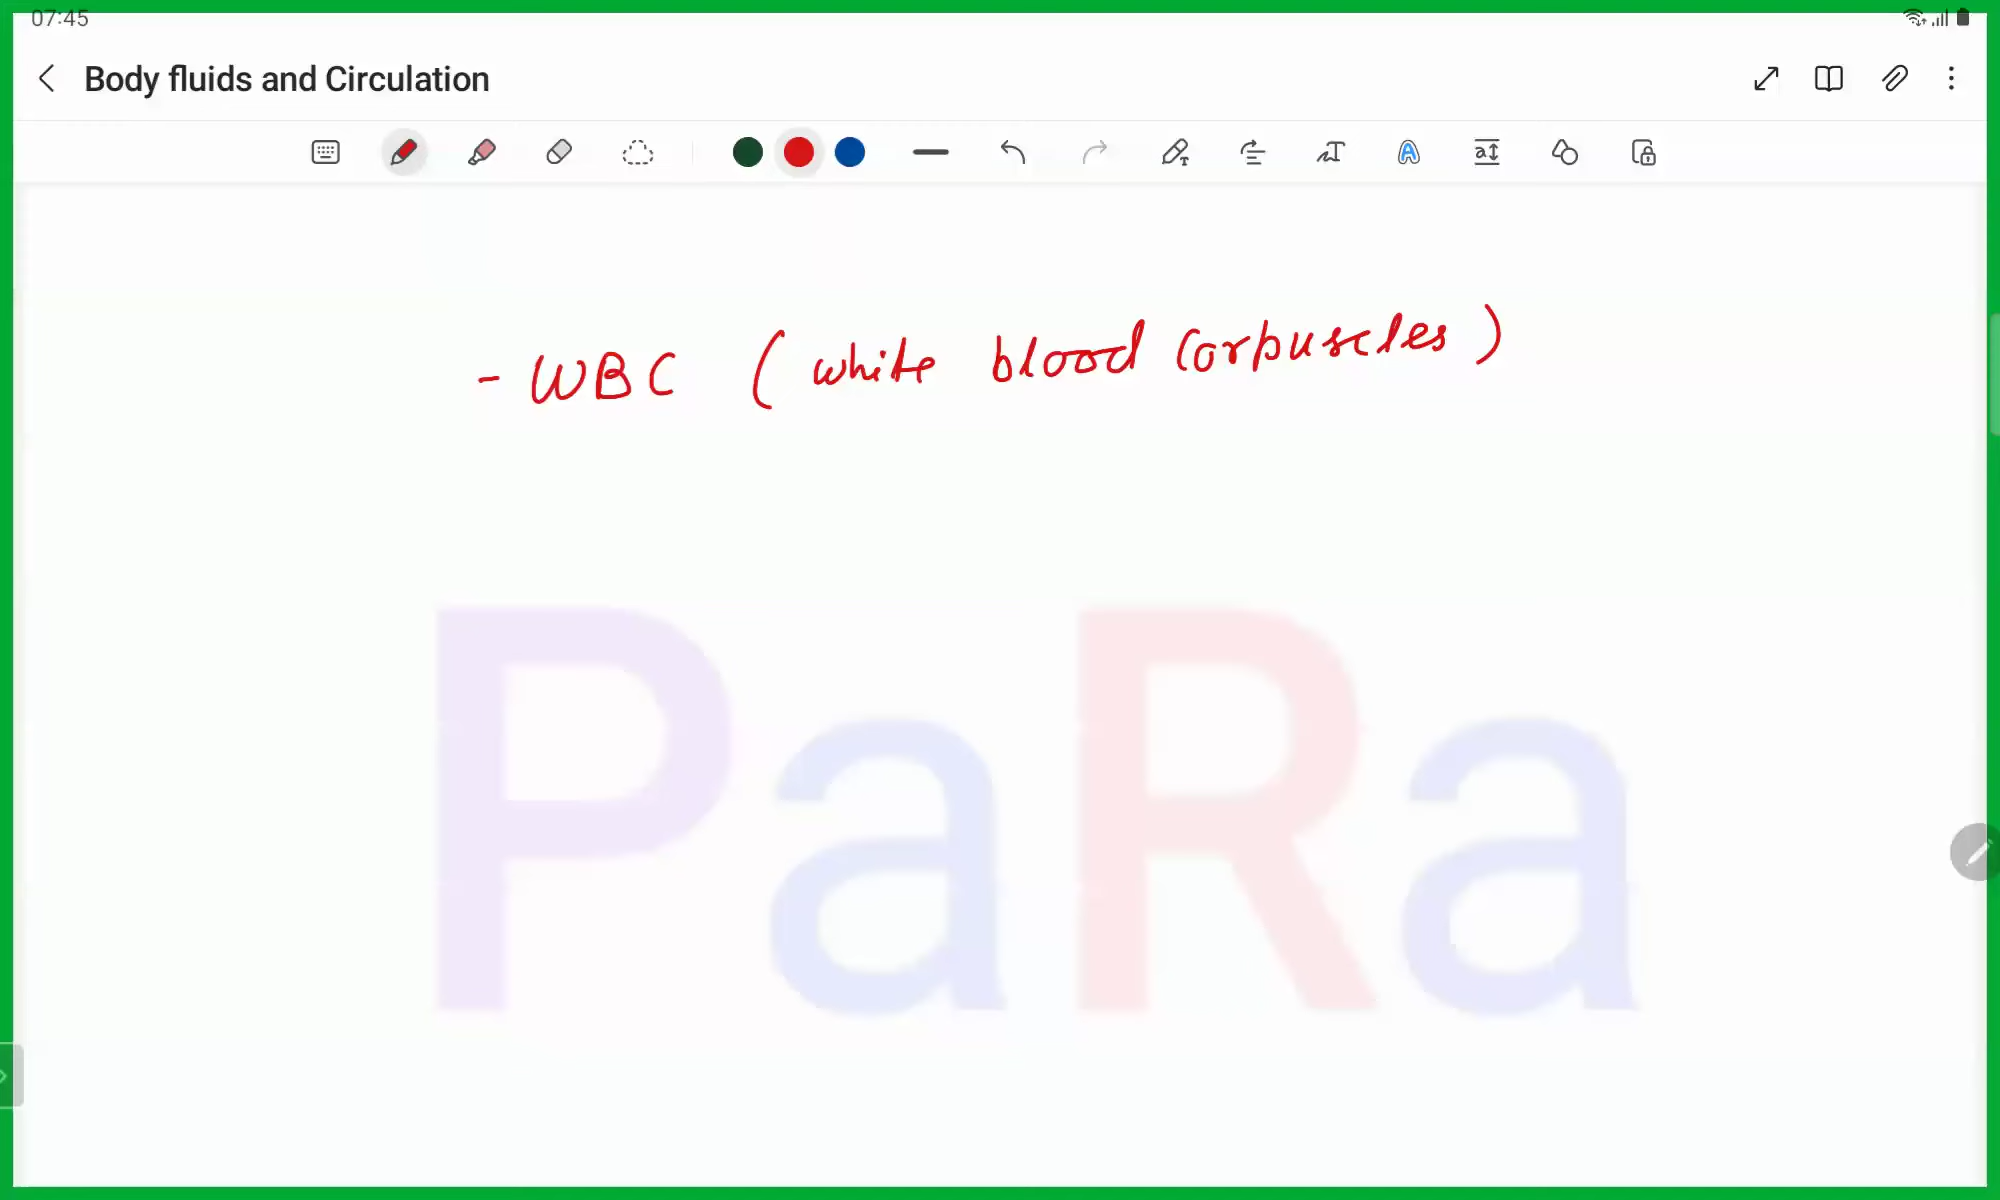 07:45
Body fluids and Circulation
- WBC ( white blood corpuscles )
PaRa